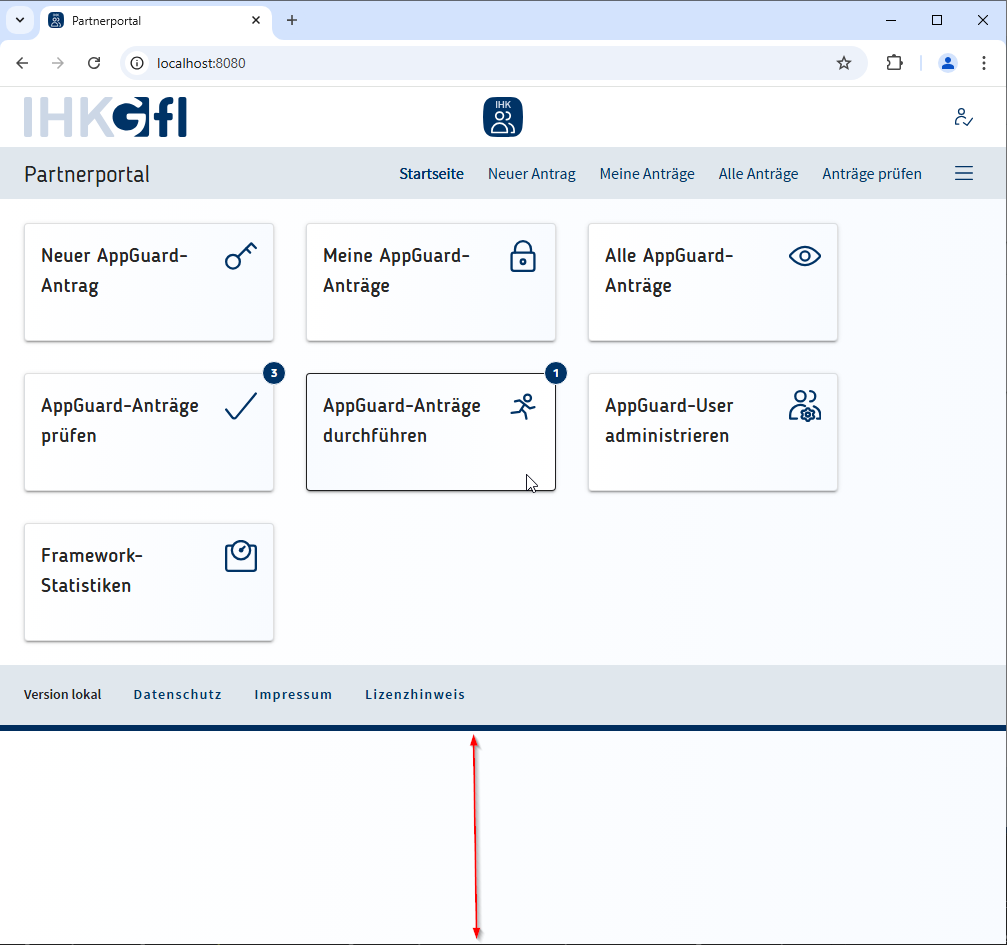 Partnerportal
localhost:8080
IHKGfI
IHK
Partnerportal
Startseite Neuer Antrag Meine Anträge Alle Anträge Anträge prüfen
Neuer AppGuard-
Antrag
Meine AppGuard-
Anträge
Alle AppGuard-
Anträge
3
AppGuard-Anträge
prüfen
1
AppGuard-Anträge
durchführen
AppGuard-User
administrieren
Framework-
Statistiken
Version lokal Datenschutz Impressum Lizenzhinweis